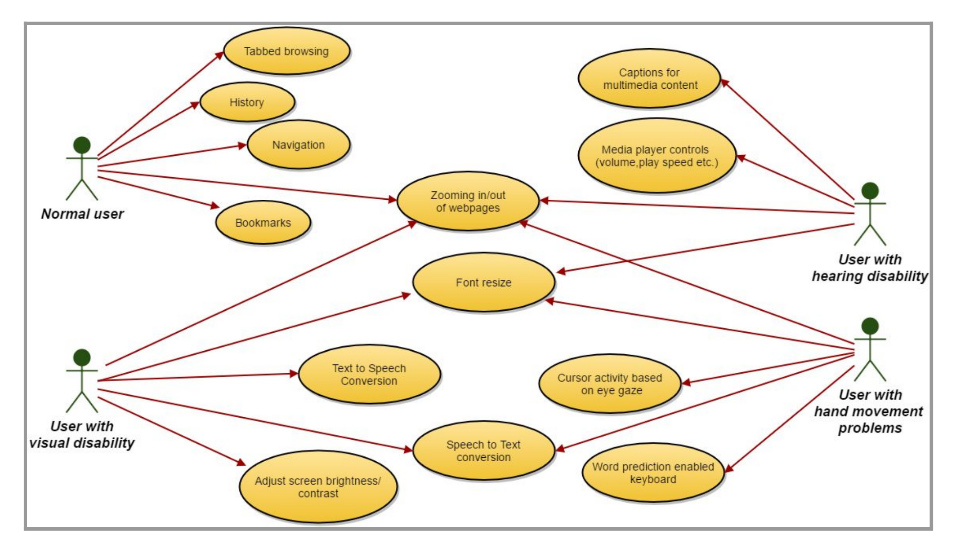 Tabbed browsing
History
Navigation
Bookmarks
Normal user
Captions for
multimedia content
Media player controls
(volume,play speed etc.)
Zooming in/out
of webpages
User with
hearing disability
Font resize
Text to Speech
Conversion
Cursor activity based
on eye gaze
User with
visual disability
User with
hand movement
problems
Speech to Text
conversion
Adjust screen brightness/
contrast
Word prediction enabled
keyboard